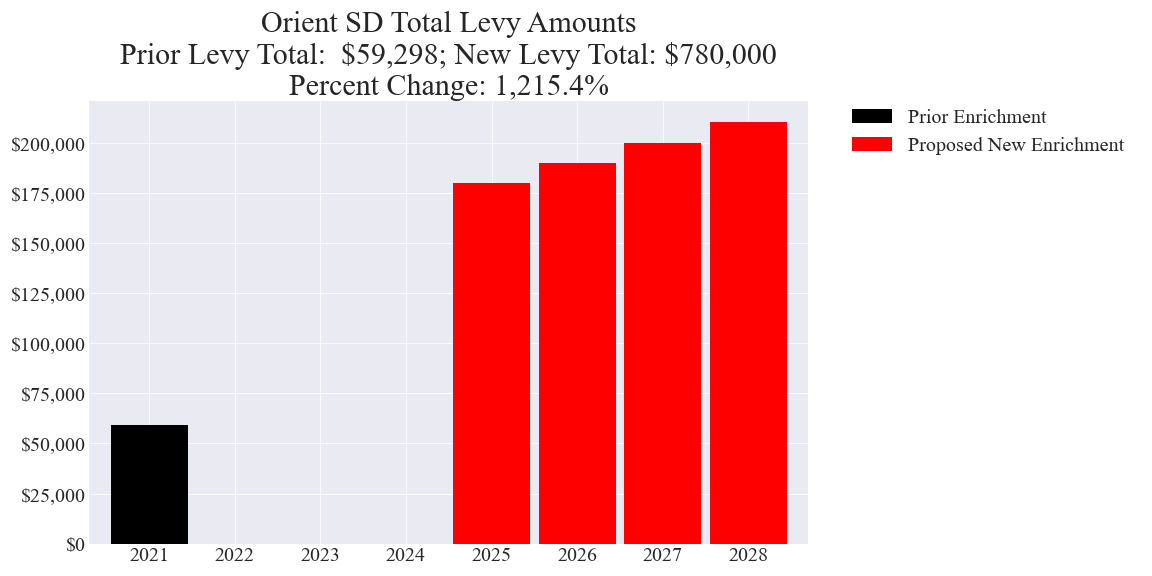 Orient SD Total Levy Amounts
Prior Levy Total:  $59,298; New Levy Total: $780,000
Percent Change: 1,215.4%
Prior Enrichment
Proposed New Enrichment
$200,000
$175,000
$150,000
$125,000
$100,000
$75,000
$50,000
$25,000
$0
2021 2022 2023 2024 2025 2026 2027 2028